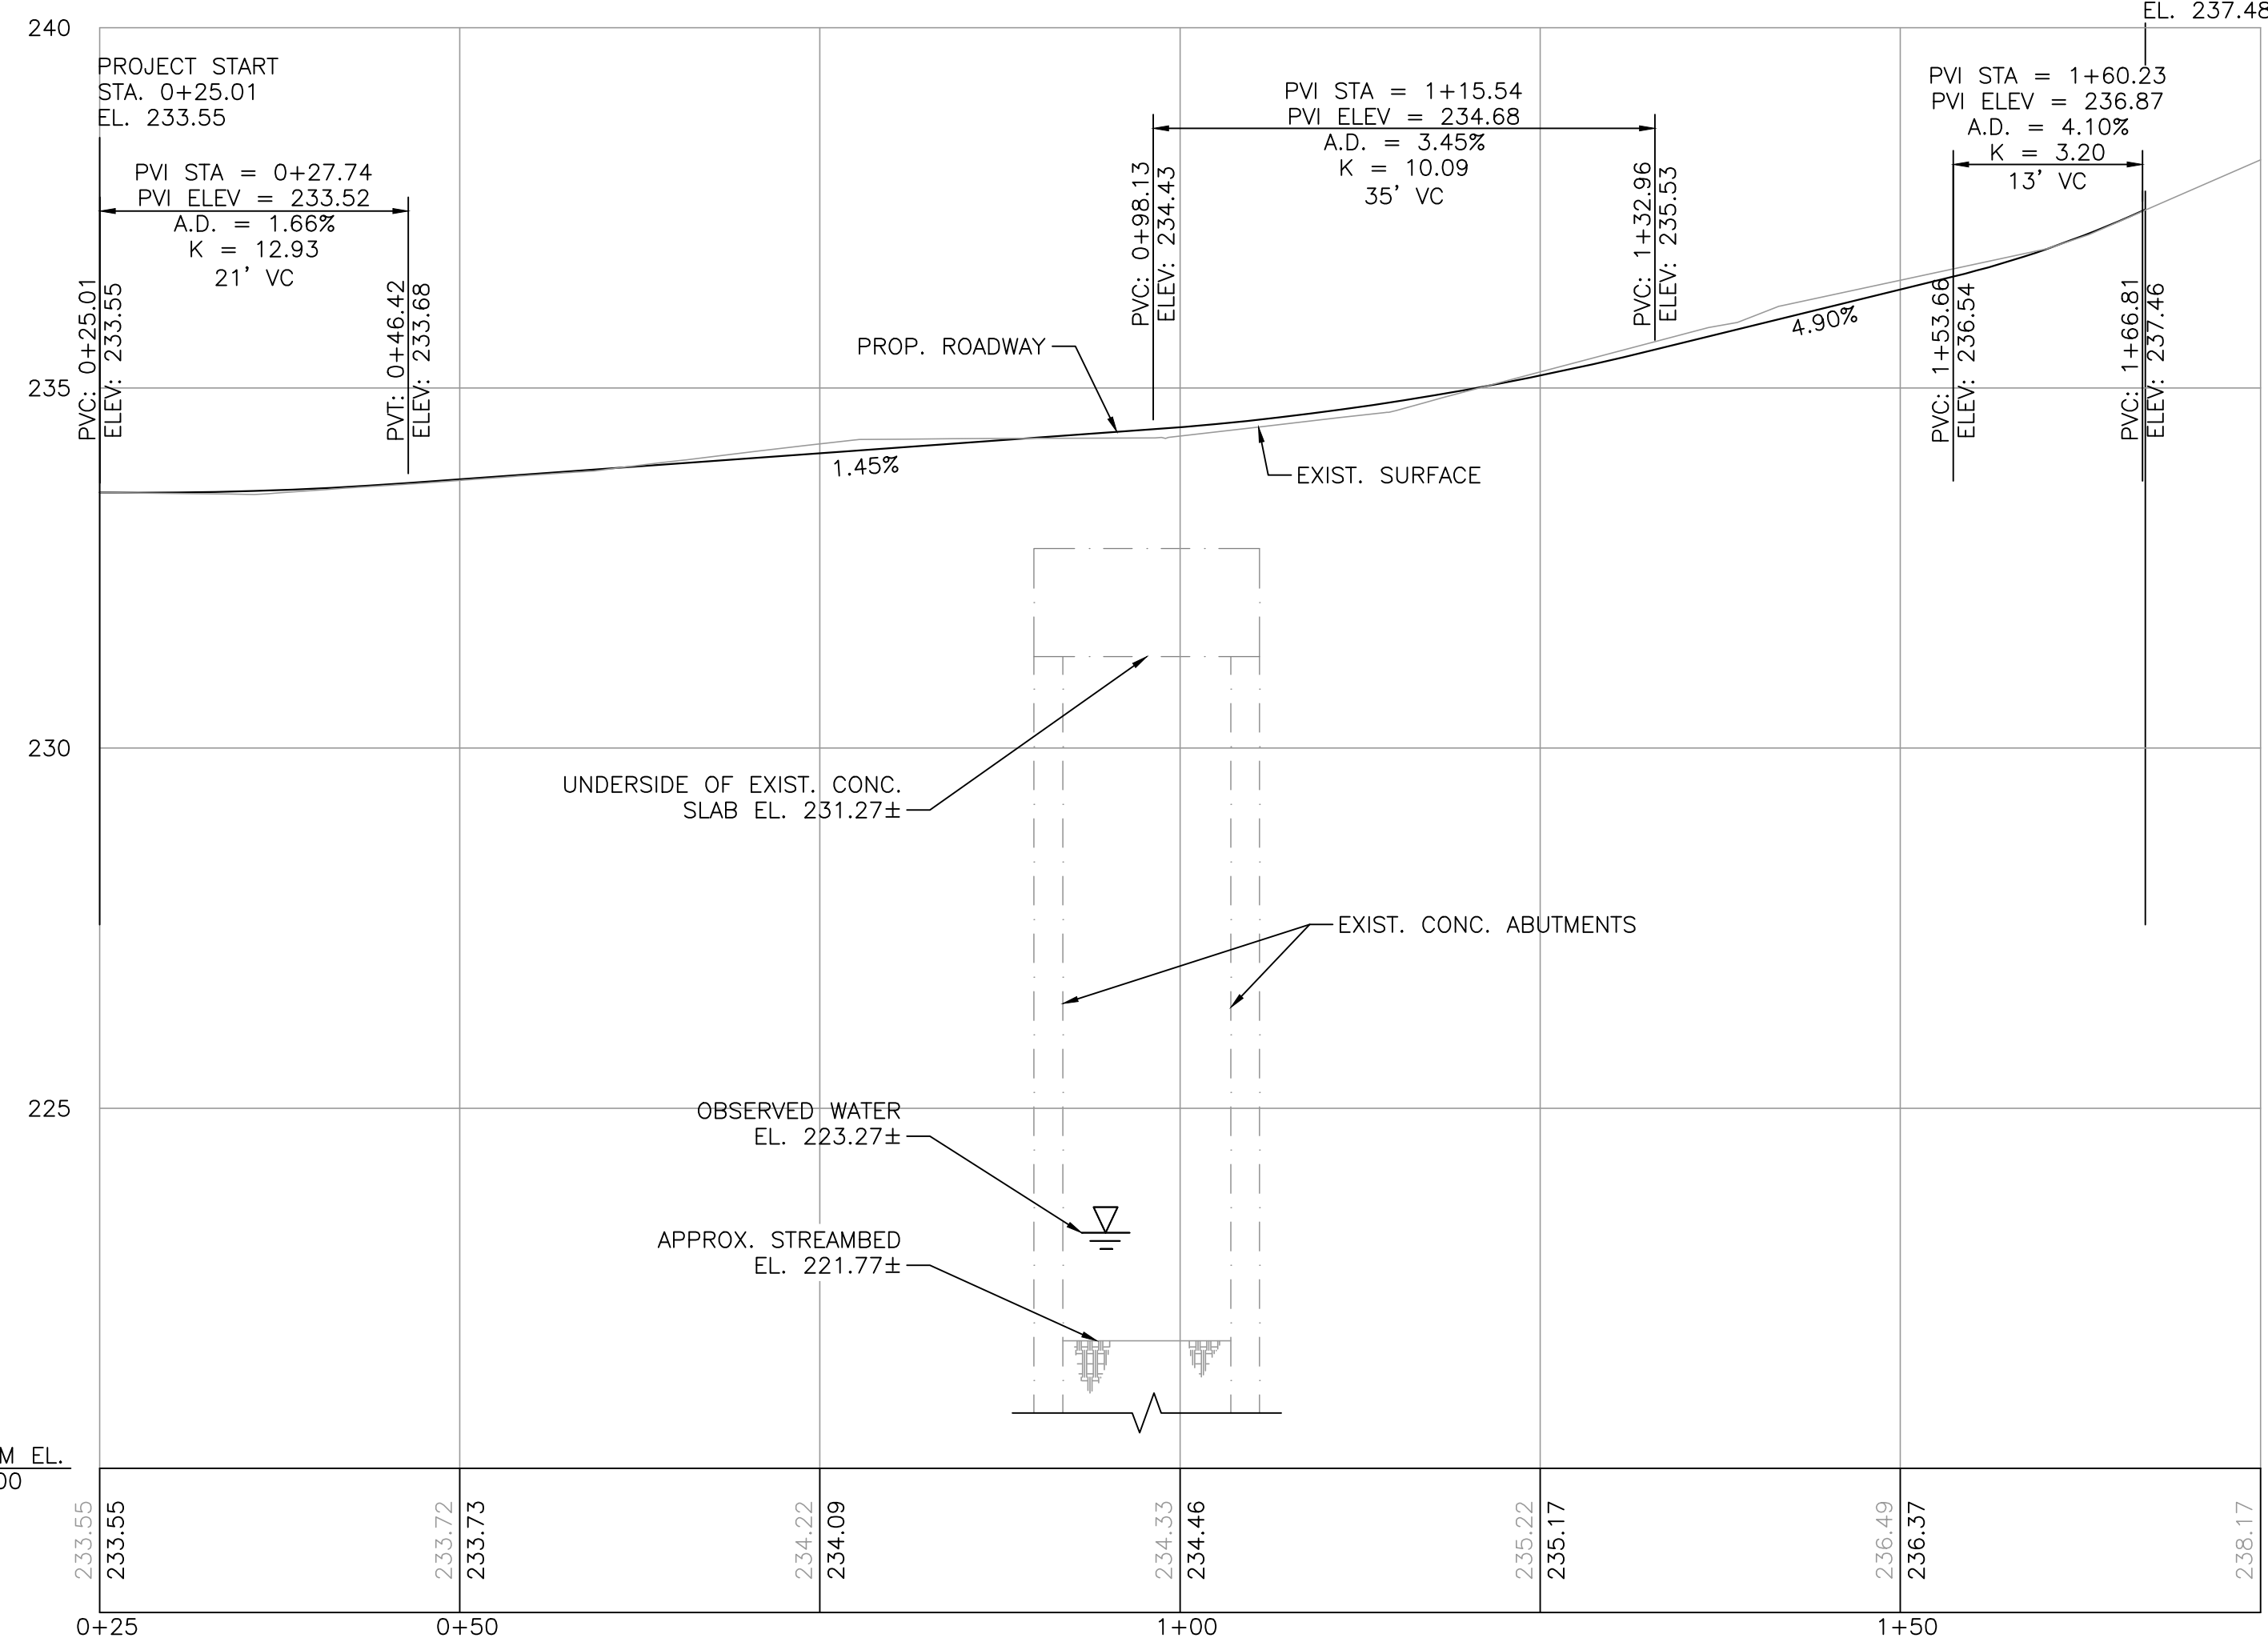 EL. 237.48
240
PROJECT START
STA. 0+25.01
EL. 233.55
PVI STA = 0+27.74
PVI ELEV = 233.52
A.D. = 1.66%
K = 12.93
21' VC
PVC: 0+25.01
ELEV: 233.55
PVT: 0+46.42
ELEV: 233.68
PVI STA = 1+15.54
PVI ELEV = 234.68
A.D. = 3.45%
K = 10.09
35' VC
PVC: 0+98.13
ELEV: 234.43
PVC: 1+32.96
ELEV: 235.53
PVI STA = 1+60.23
PVI ELEV = 236.87
A.D. = 4.10%
K = 3.20
13' VC
PVC: 1+53.66
ELEV: 236.54
PVC: 1+66.81
ELEV: 237.46
PROP. ROADWAY
4.90%
235
1.45%
EXIST. SURFACE
230
UNDERSIDE OF EXIST. CONC.
SLAB EL. 231.27±
EXIST. CONC. ABUTMENTS
225
OBSERVED WATER
EL. 223.27±
APPROX. STREAMBED
EL. 221.77±
M EL.
00
233.55
233.55
233.72
233.73
234.22
234.09
234.33
234.46
235.22
235.17
236.49
236.37
238.17
0+25
0+50
1+00
1+50